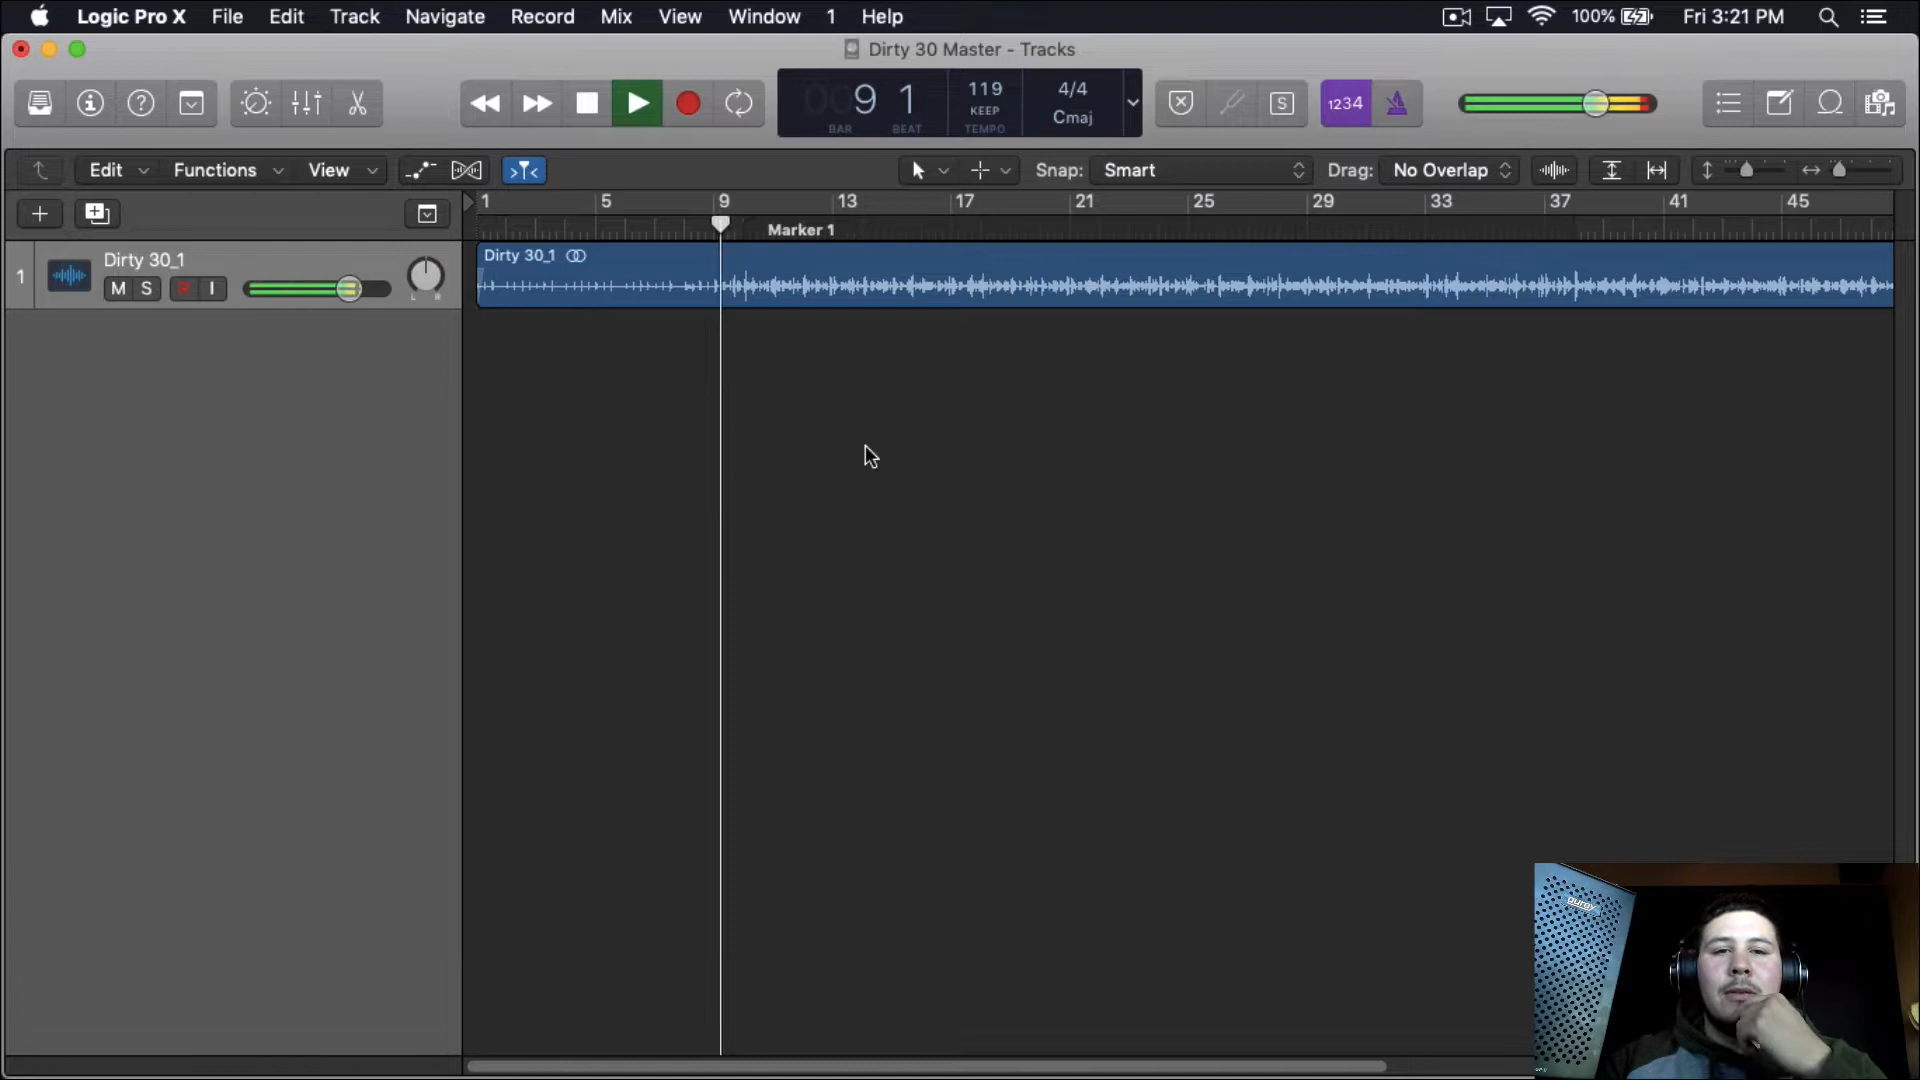 Logic Pro X File Edit Track Navigate Record Mix View Window 1 Help 100% Fri 3:21 PM
Dirty 30 Master - Tracks
9 1 119 KEEP 4/4 Cmaj
BAR BEAT TEMPO
S 1234
Edit Functions View Snap: Smart Drag: No Overlap
1 5 9 13 17 21 25 29 33 37 41 45
Marker 1
1 Dirty 30_1
M S R I L R
Dirty 30_1
auray